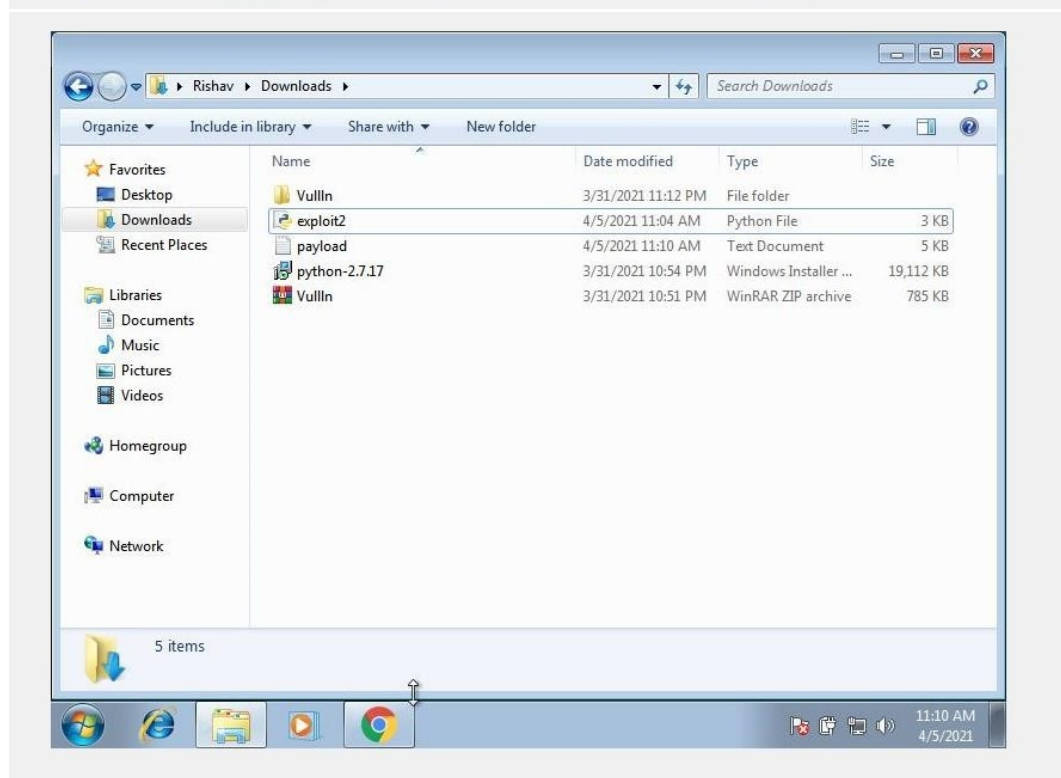 Rishav Downloads Search Downloads
Organize Include in library Share with New folder
Name Date modified Type Size
Favorites
Desktop
Downloads
Recent Places
Libraries
Documents
Music
Pictures
Videos
Homegroup
Computer
Network
VullIn 3/31/2021 11:12 PM File folder
exploit2 4/5/2021 11:04 AM Python File 3 KB
payload 4/5/2021 11:10 AM Text Document 5 KB
python-2.7.17 3/31/2021 10:54 PM Windows Installer ... 19,112 KB
VullIn 3/31/2021 10:51 PM WinRAR ZIP archive 785 KB
5 items
11:10 AM
4/5/2021